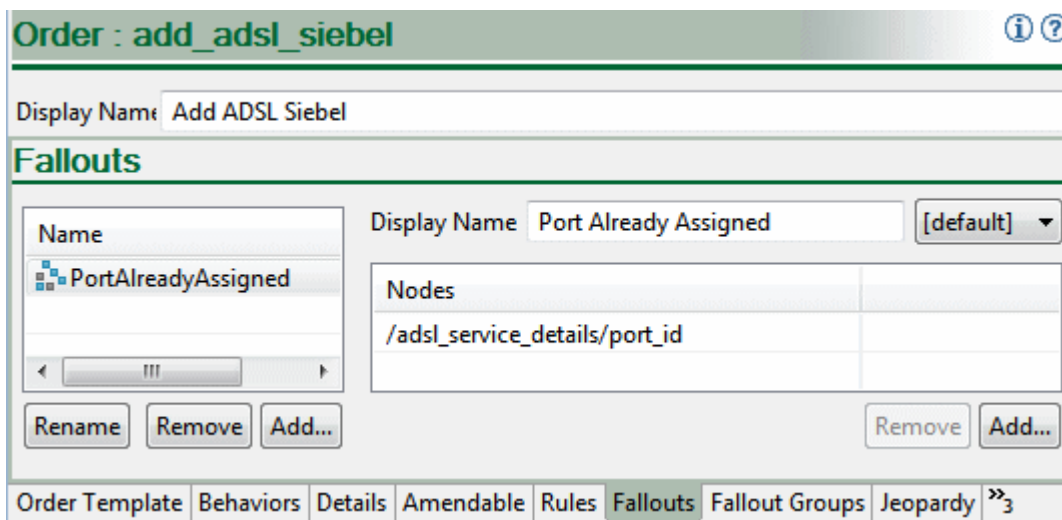 Order : add_adsl_siebel
Display Name Add ADSL Siebel
Fallouts
Name
PortAlreadyAssigned
Rename Remove Add...
Display Name Port Already Assigned [default]
Nodes
/adsl_service_details/port_id
Remove Add...
Order Template Behaviors Details Amendable Rules Fallouts Fallout Groups Jeopardy »3